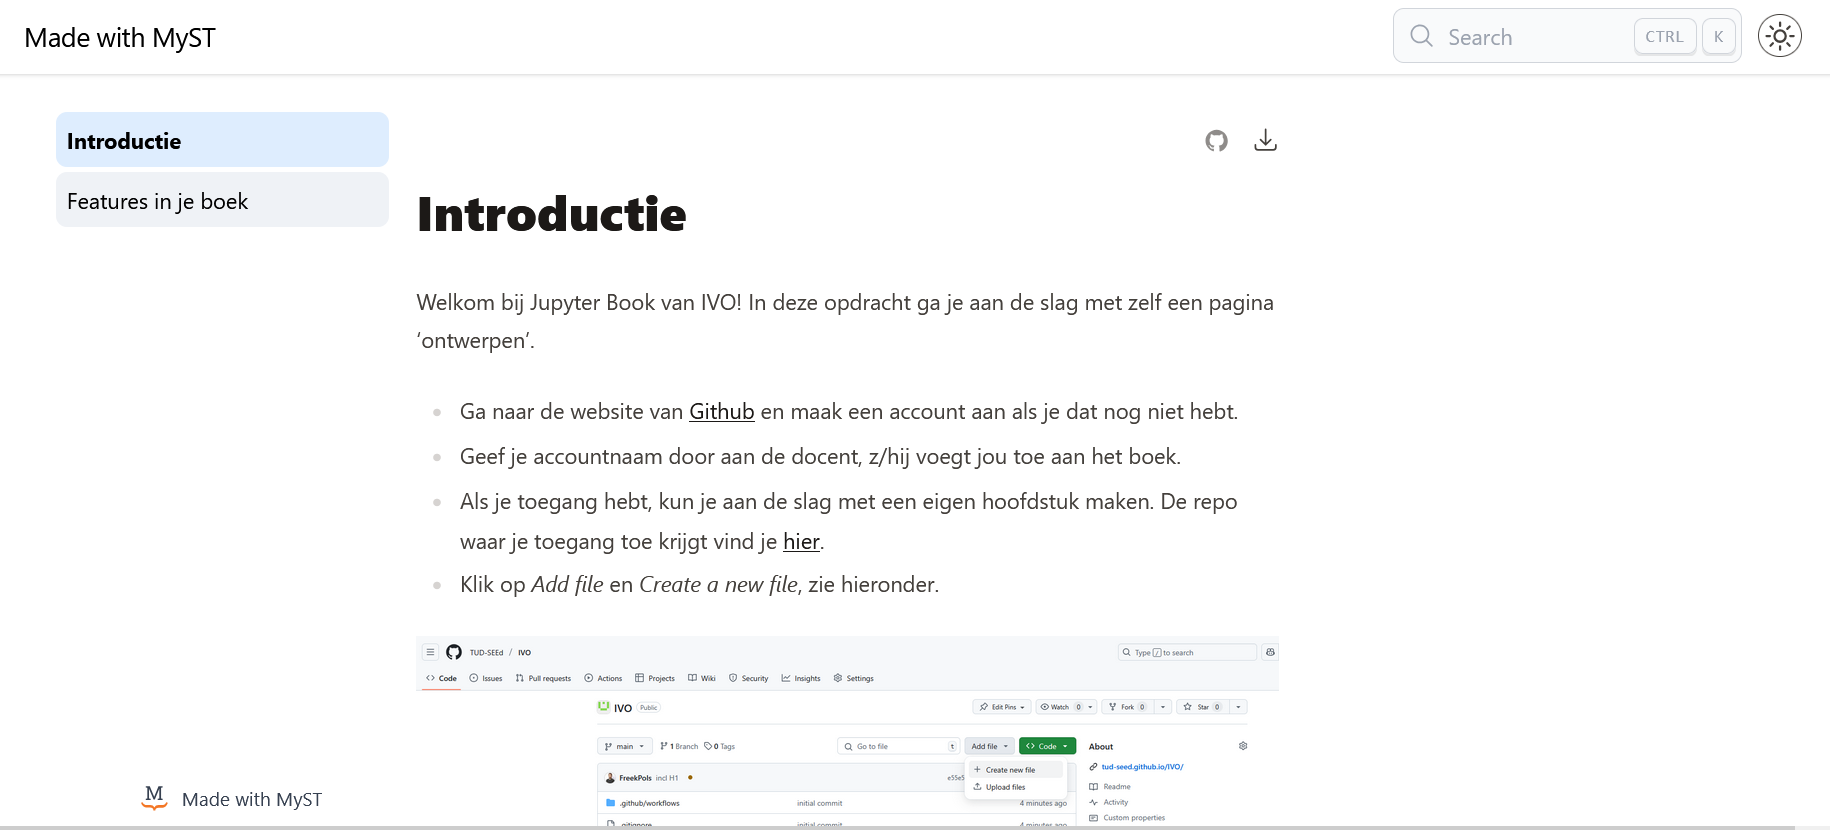 Made with MyST
Search
CTRL
K
Introductie
Features in je boek
Introductie
Welkom bij Jupyter Book van IVO! In deze opdracht ga je aan de slag met zelf een pagina
‘ontwerpen’.
Ga naar de website van Github en maak een account aan als je dat nog niet hebt.
Geef je accountnaam door aan de docent, z/hij voegt jou toe aan het boek.
Als je toegang hebt, kun je aan de slag met een eigen hoofdstuk maken. De repo
waar je toegang toe krijgt vind je hier.
Klik op Add file en Create a new file, zie hieronder.
TUD-SEEd / IVO
Type / to search
Code Issues Pull requests Actions Projects Wiki Security Insights Settings
IVO Public
Edit Pins Watch 0 Fork 0 Star 0
main 1 Branch 0 Tags
Go to file t
Add file
Code
About
Create new file
Upload files
FreekPols incl H1
tud-seed.github.io/IVO/
Readme
.github/workflows initial commit 4 minutes ago
Activity
Custom properties
.gitignore initial commit 4 minutes ago
M Made with MyST